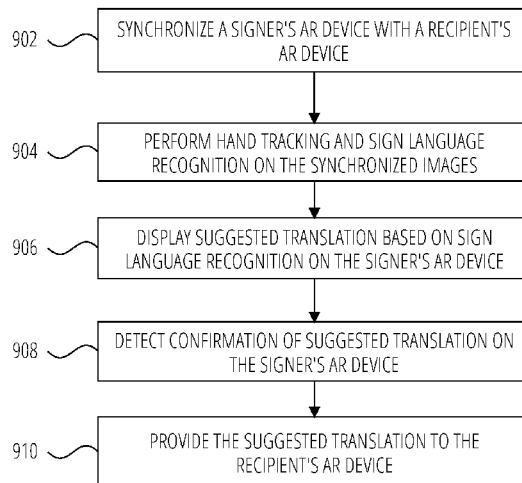 902
SYNCHRONIZE A SIGNER'S AR DEVICE WITH A RECIPIENT'S
AR DEVICE
904
PERFORM HAND TRACKING AND SIGN LANGUAGE
RECOGNITION ON THE SYNCHRONIZED IMAGES
906
DISPLAY SUGGESTED TRANSLATION BASED ON SIGN
LANGUAGE RECOGNITION ON THE SIGNER'S AR DEVICE
908
DETECT CONFIRMATION OF SUGGESTED TRANSLATION ON
THE SIGNER'S AR DEVICE
910
PROVIDE THE SUGGESTED TRANSLATION TO THE
RECIPIENT'S AR DEVICE